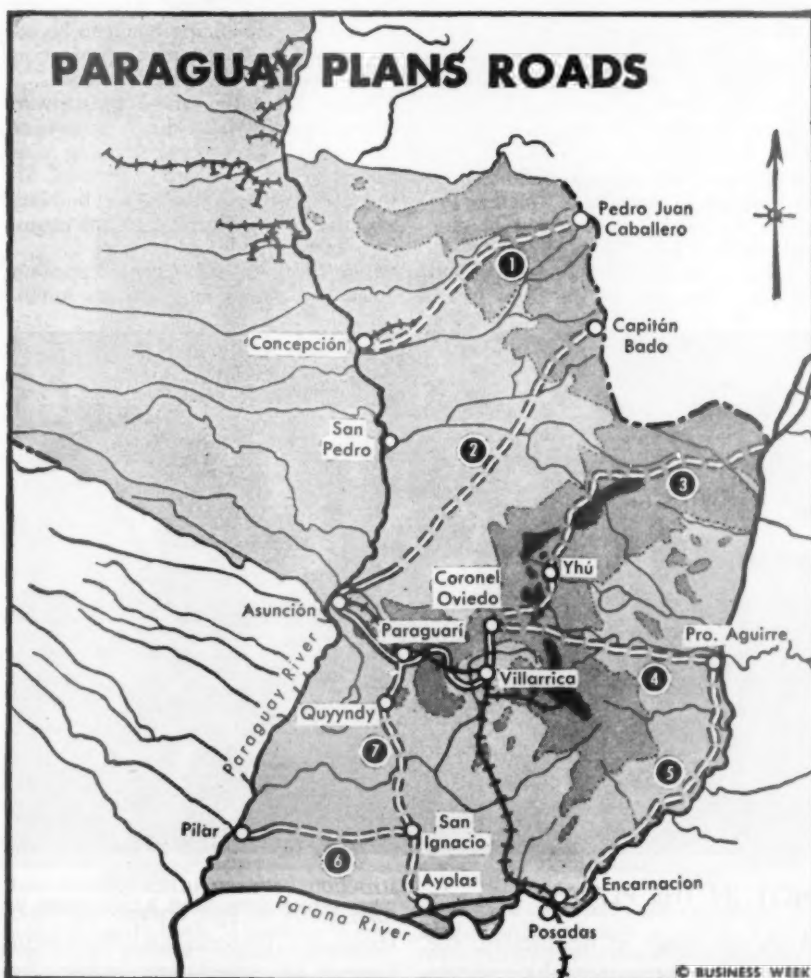 PARAGUAY PLANS ROADS
Pedro Juan
Caballero
1
Capitán
Bado
Concepción
San
Pedro
2
3
Coronel
Oviedo
Yhú
Asunción
Paraguarí
Pro. Aguirre
Villarrica
4
Quyyndy
Paraguay River
7
5
Pilar
San
Ignacio
6
Ayolas
Encarnacion
Parana River
Posadas
© BUSINESS WEEK